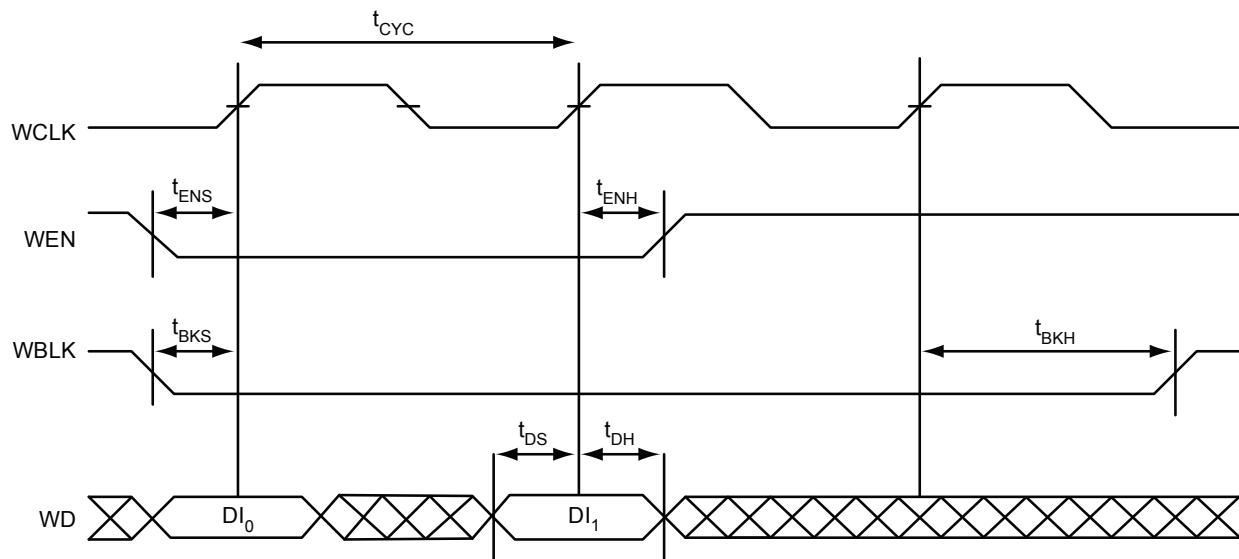 tCYC
WCLK
tENS
tENH
WEN
tBKS
tBKH
WBLK
tDS
tDH
WD
DI0
DI1